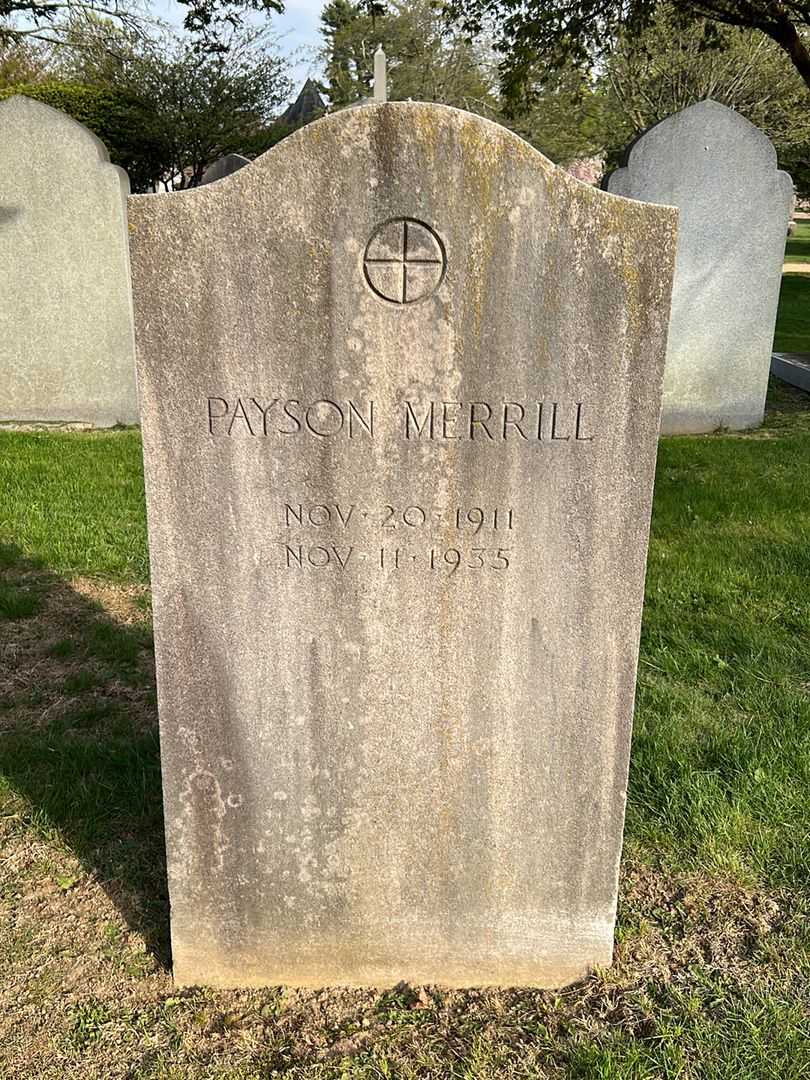 PAYSON MERRILL
NOV · 20 · 1911
NOV · 11 · 1935